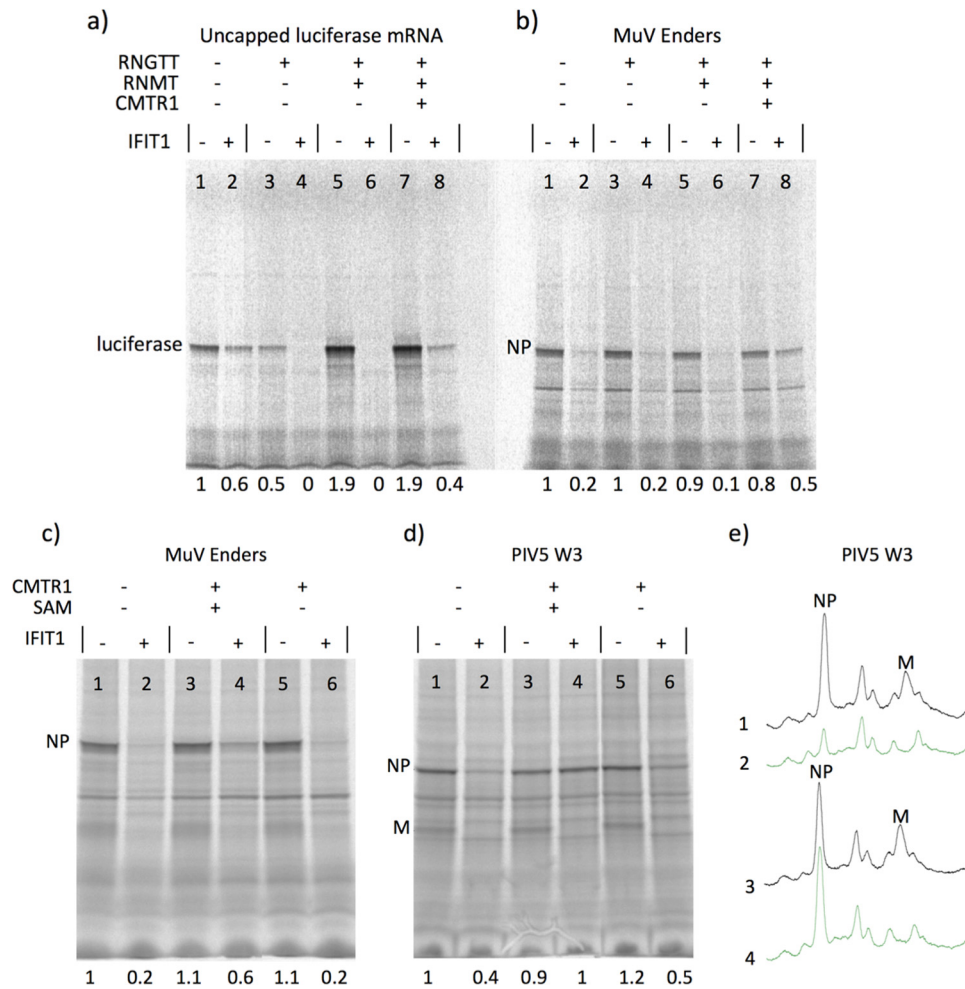 a)
Uncapped luciferase mRNA
RNGTT - + + +
RNMT - - + +
CMTR1 - - - +
IFIT1 - + - + - + - +
1 2 3 4 5 6 7 8
luciferase
1 0.6 0.5 0 1.9 0 1.9 0.4
b)
MuV Enders
- + + +
- - + +
- - - +
- + - + - + - +
1 2 3 4 5 6 7 8
NP
1 0.2 1 0.2 0.9 0.1 0.8 0.5
c)
MuV Enders
CMTR1 - + +
SAM - + -
IFIT1 - + - + - +
1 2 3 4 5 6
NP
1 0.2 1.1 0.6 1.1 0.2
d)
PIV5 W3
- + +
- + -
- + - + - +
1 2 3 4 5 6
NP
M
1 0.4 0.9 1 1.2 0.5
e)
PIV5 W3
NP
M
1
2
NP
M
3
4